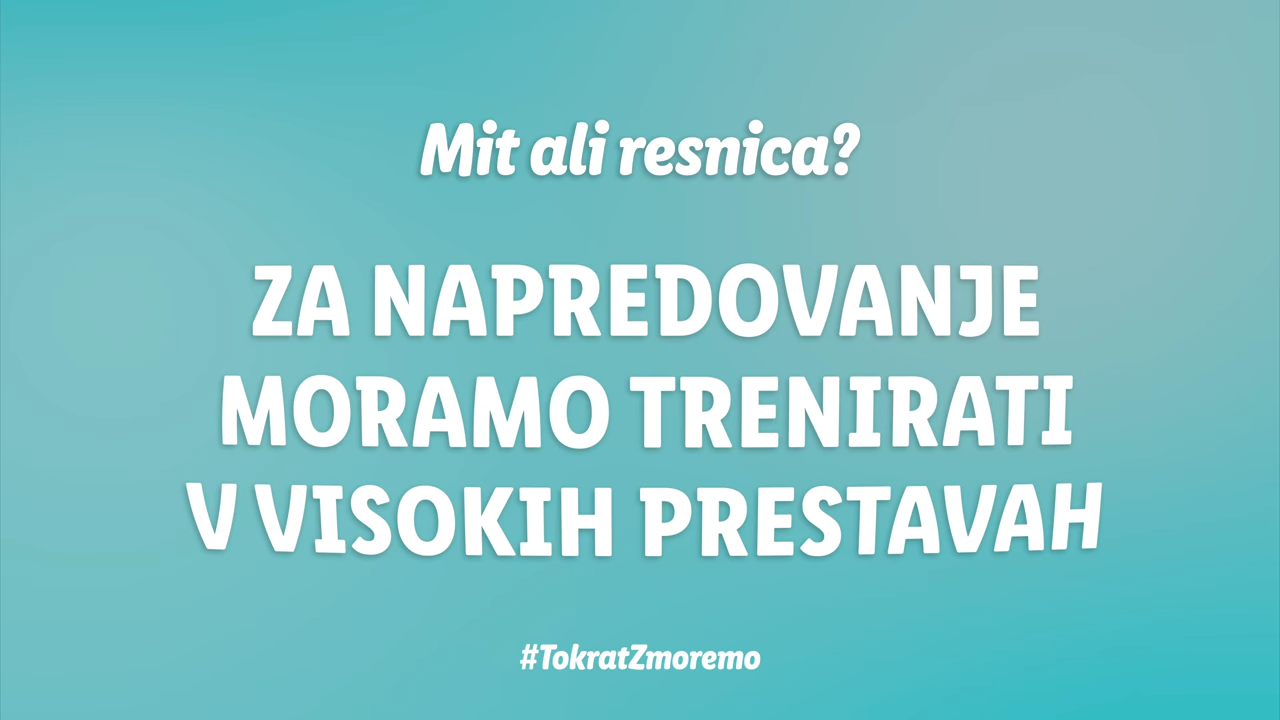 Mit ali resnica?
ZA NAPREDOVANJE
MORAMO TRENIRATI
V VISOKIH PRESTAVAH
#TokratZmoremo